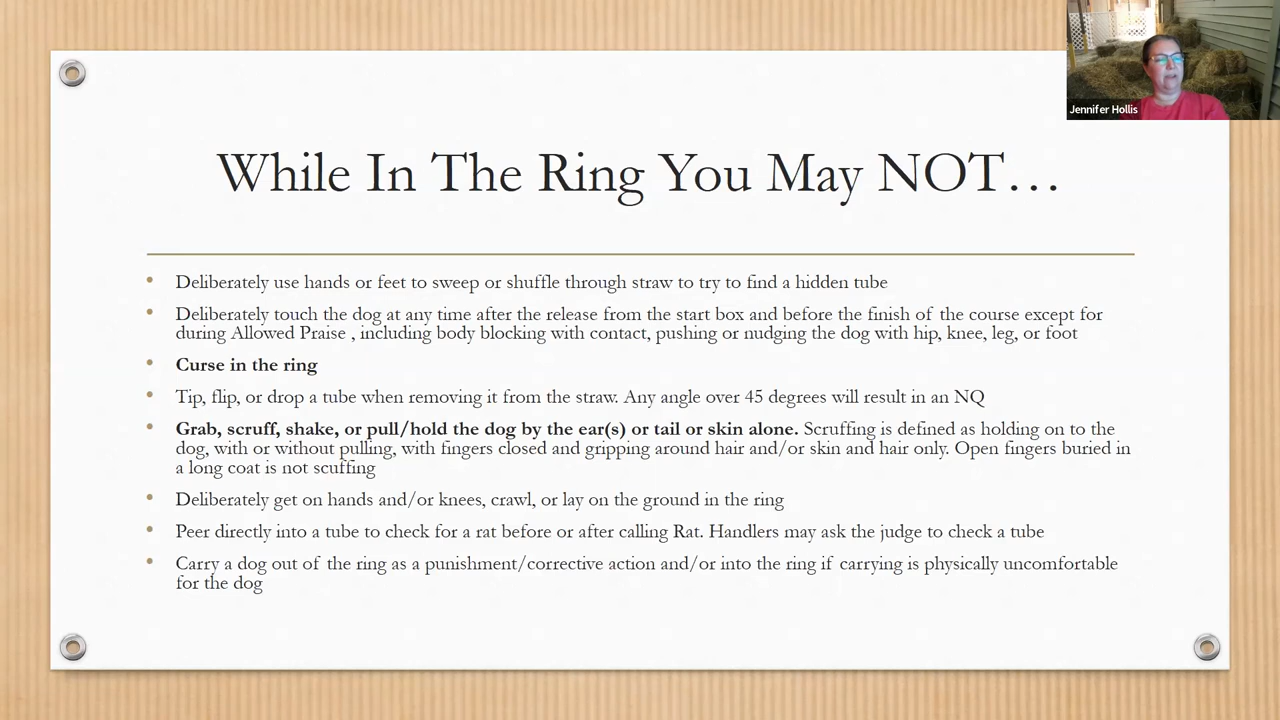 Jennifer Hollis
While In The Ring You May NOT…
• Deliberately use hands or feet to sweep or shuffle through straw to try to find a hidden tube
• Deliberately touch the dog at any time after the release from the start box and before the finish of the course except for
during Allowed Praise , including body blocking with contact, pushing or nudging the dog with hip, knee, leg, or foot
• Curse in the ring
• Tip, flip, or drop a tube when removing it from the straw. Any angle over 45 degrees will result in an NQ
• Grab, scruff, shake, or pull/hold the dog by the ear(s) or tail or skin alone. Scruffing is defined as holding on to the
dog, with or without pulling, with fingers closed and gripping around hair and/or skin and hair only. Open fingers buried in
a long coat is not scuffing
• Deliberately get on hands and/or knees, crawl, or lay on the ground in the ring
• Peer directly into a tube to check for a rat before or after calling Rat. Handlers may ask the judge to check a tube
• Carry a dog out of the ring as a punishment/corrective action and/or into the ring if carrying is physically uncomfortable
for the dog